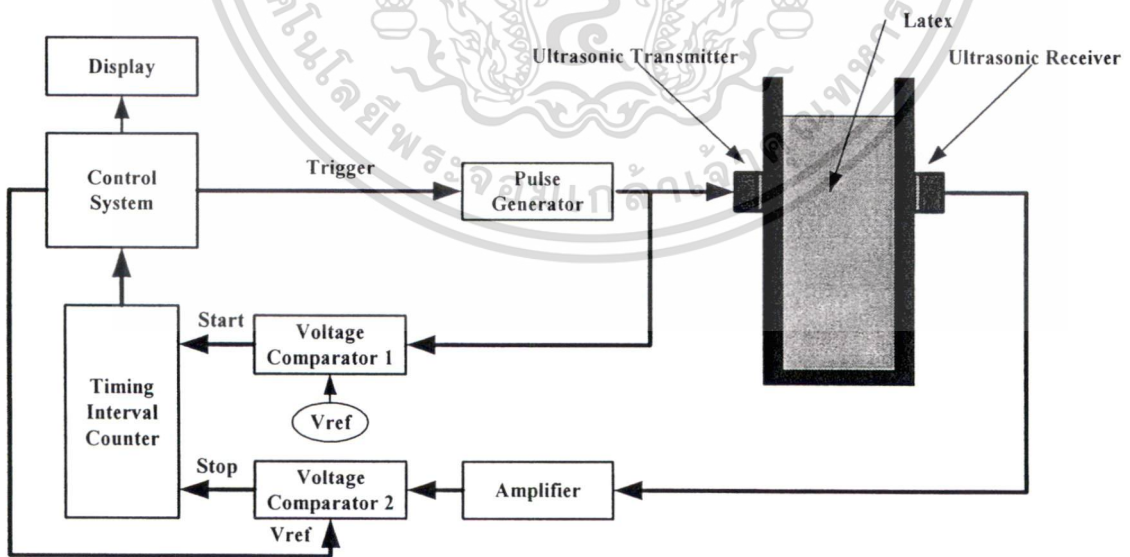 Latex
Ultrasonic Transmitter
Ultrasonic Receiver
Display
Control
System
Trigger
Pulse
Generator
Start
Voltage
Comparator 1
Vref
Timing
Interval
Counter
Stop
Voltage
Comparator 2
Vref
Amplifier